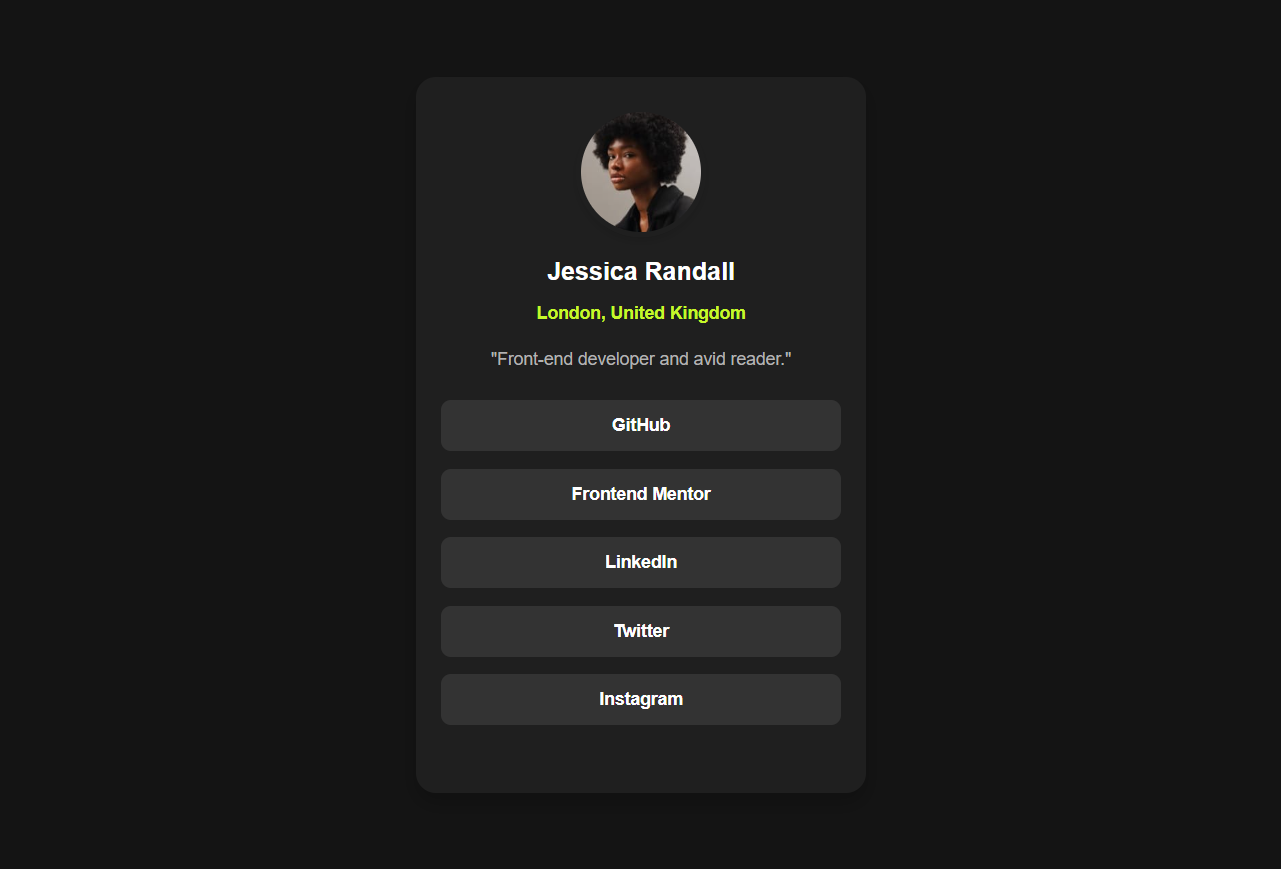 Jessica Randall
London, United Kingdom
"Front-end developer and avid reader."
GitHub
Frontend Mentor
LinkedIn
Twitter
Instagram